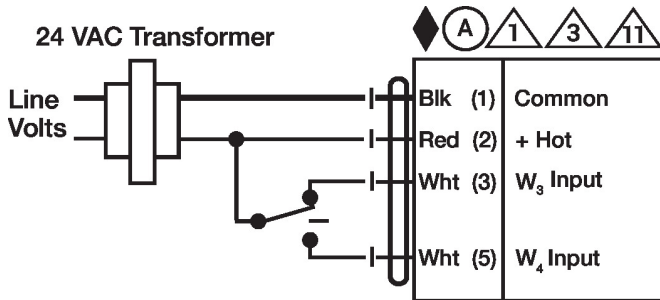 24 VAC Transformer
A 1 3 11
Line
Volts
Blk (1) Common
Red (2) + Hot
Wht (3) W3 Input
Wht (5) W4 Input